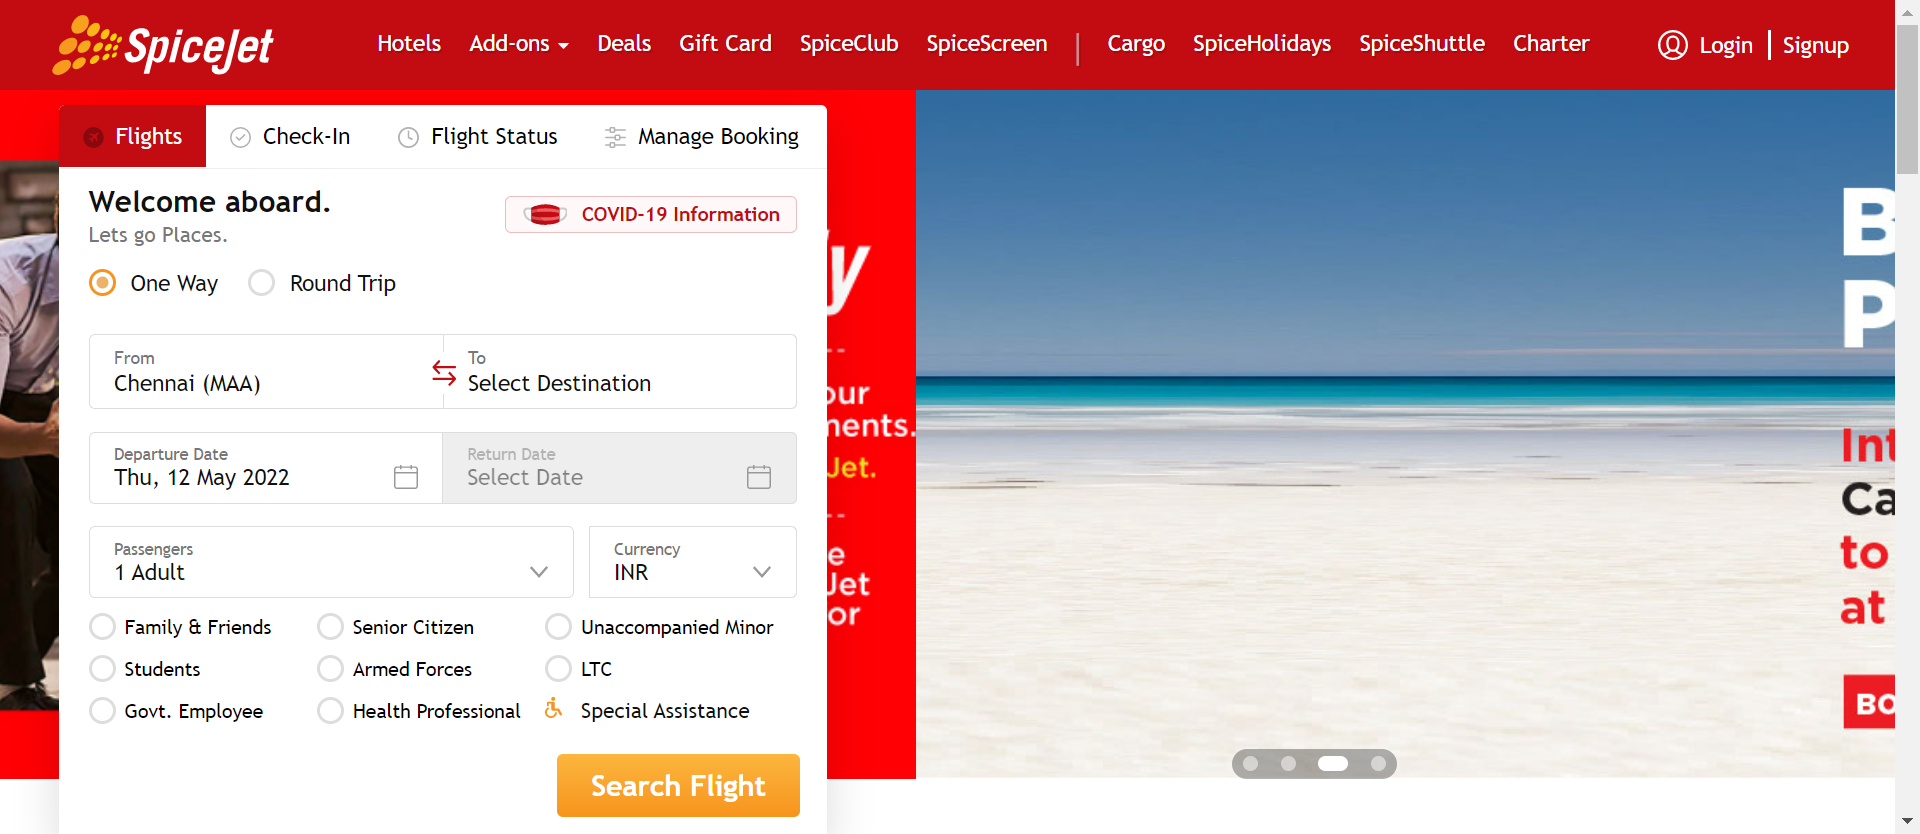 SpiceJet
Hotels Add-ons Deals Gift Card SpiceClub SpiceScreen | Cargo SpiceHolidays SpiceShuttle Charter Login Signup
Flights Check-In Flight Status Manage Booking
Welcome aboard.
Lets go Places.
COVID-19 Information
One Way Round Trip
From
Chennai (MAA)
To
Select Destination
Departure Date
Thu, 12 May 2022
Return Date
Select Date
Passengers
1 Adult
Currency
INR
Family & Friends Senior Citizen Unaccompanied Minor
Students Armed Forces LTC
Govt. Employee Health Professional Special Assistance
Search Flight
y
our
nents.
Jet.
e
Jet
or
B
P
Int
Ca
to
at
BO